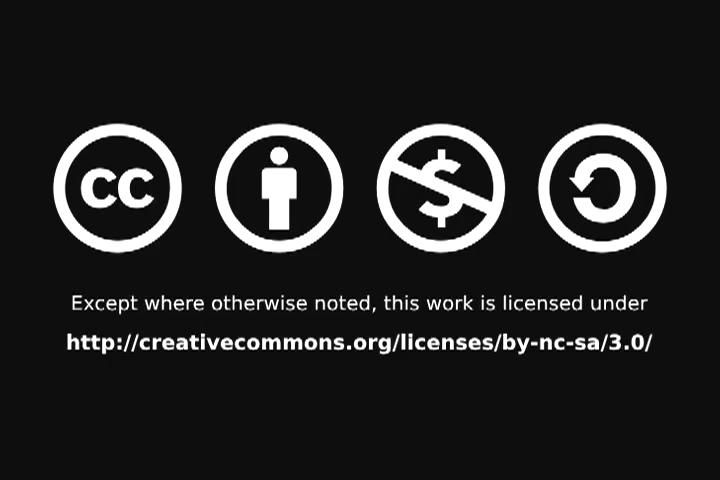 cc $
Except where otherwise noted, this work is licensed under
http://creativecommons.org/licenses/by-nc-sa/3.0/